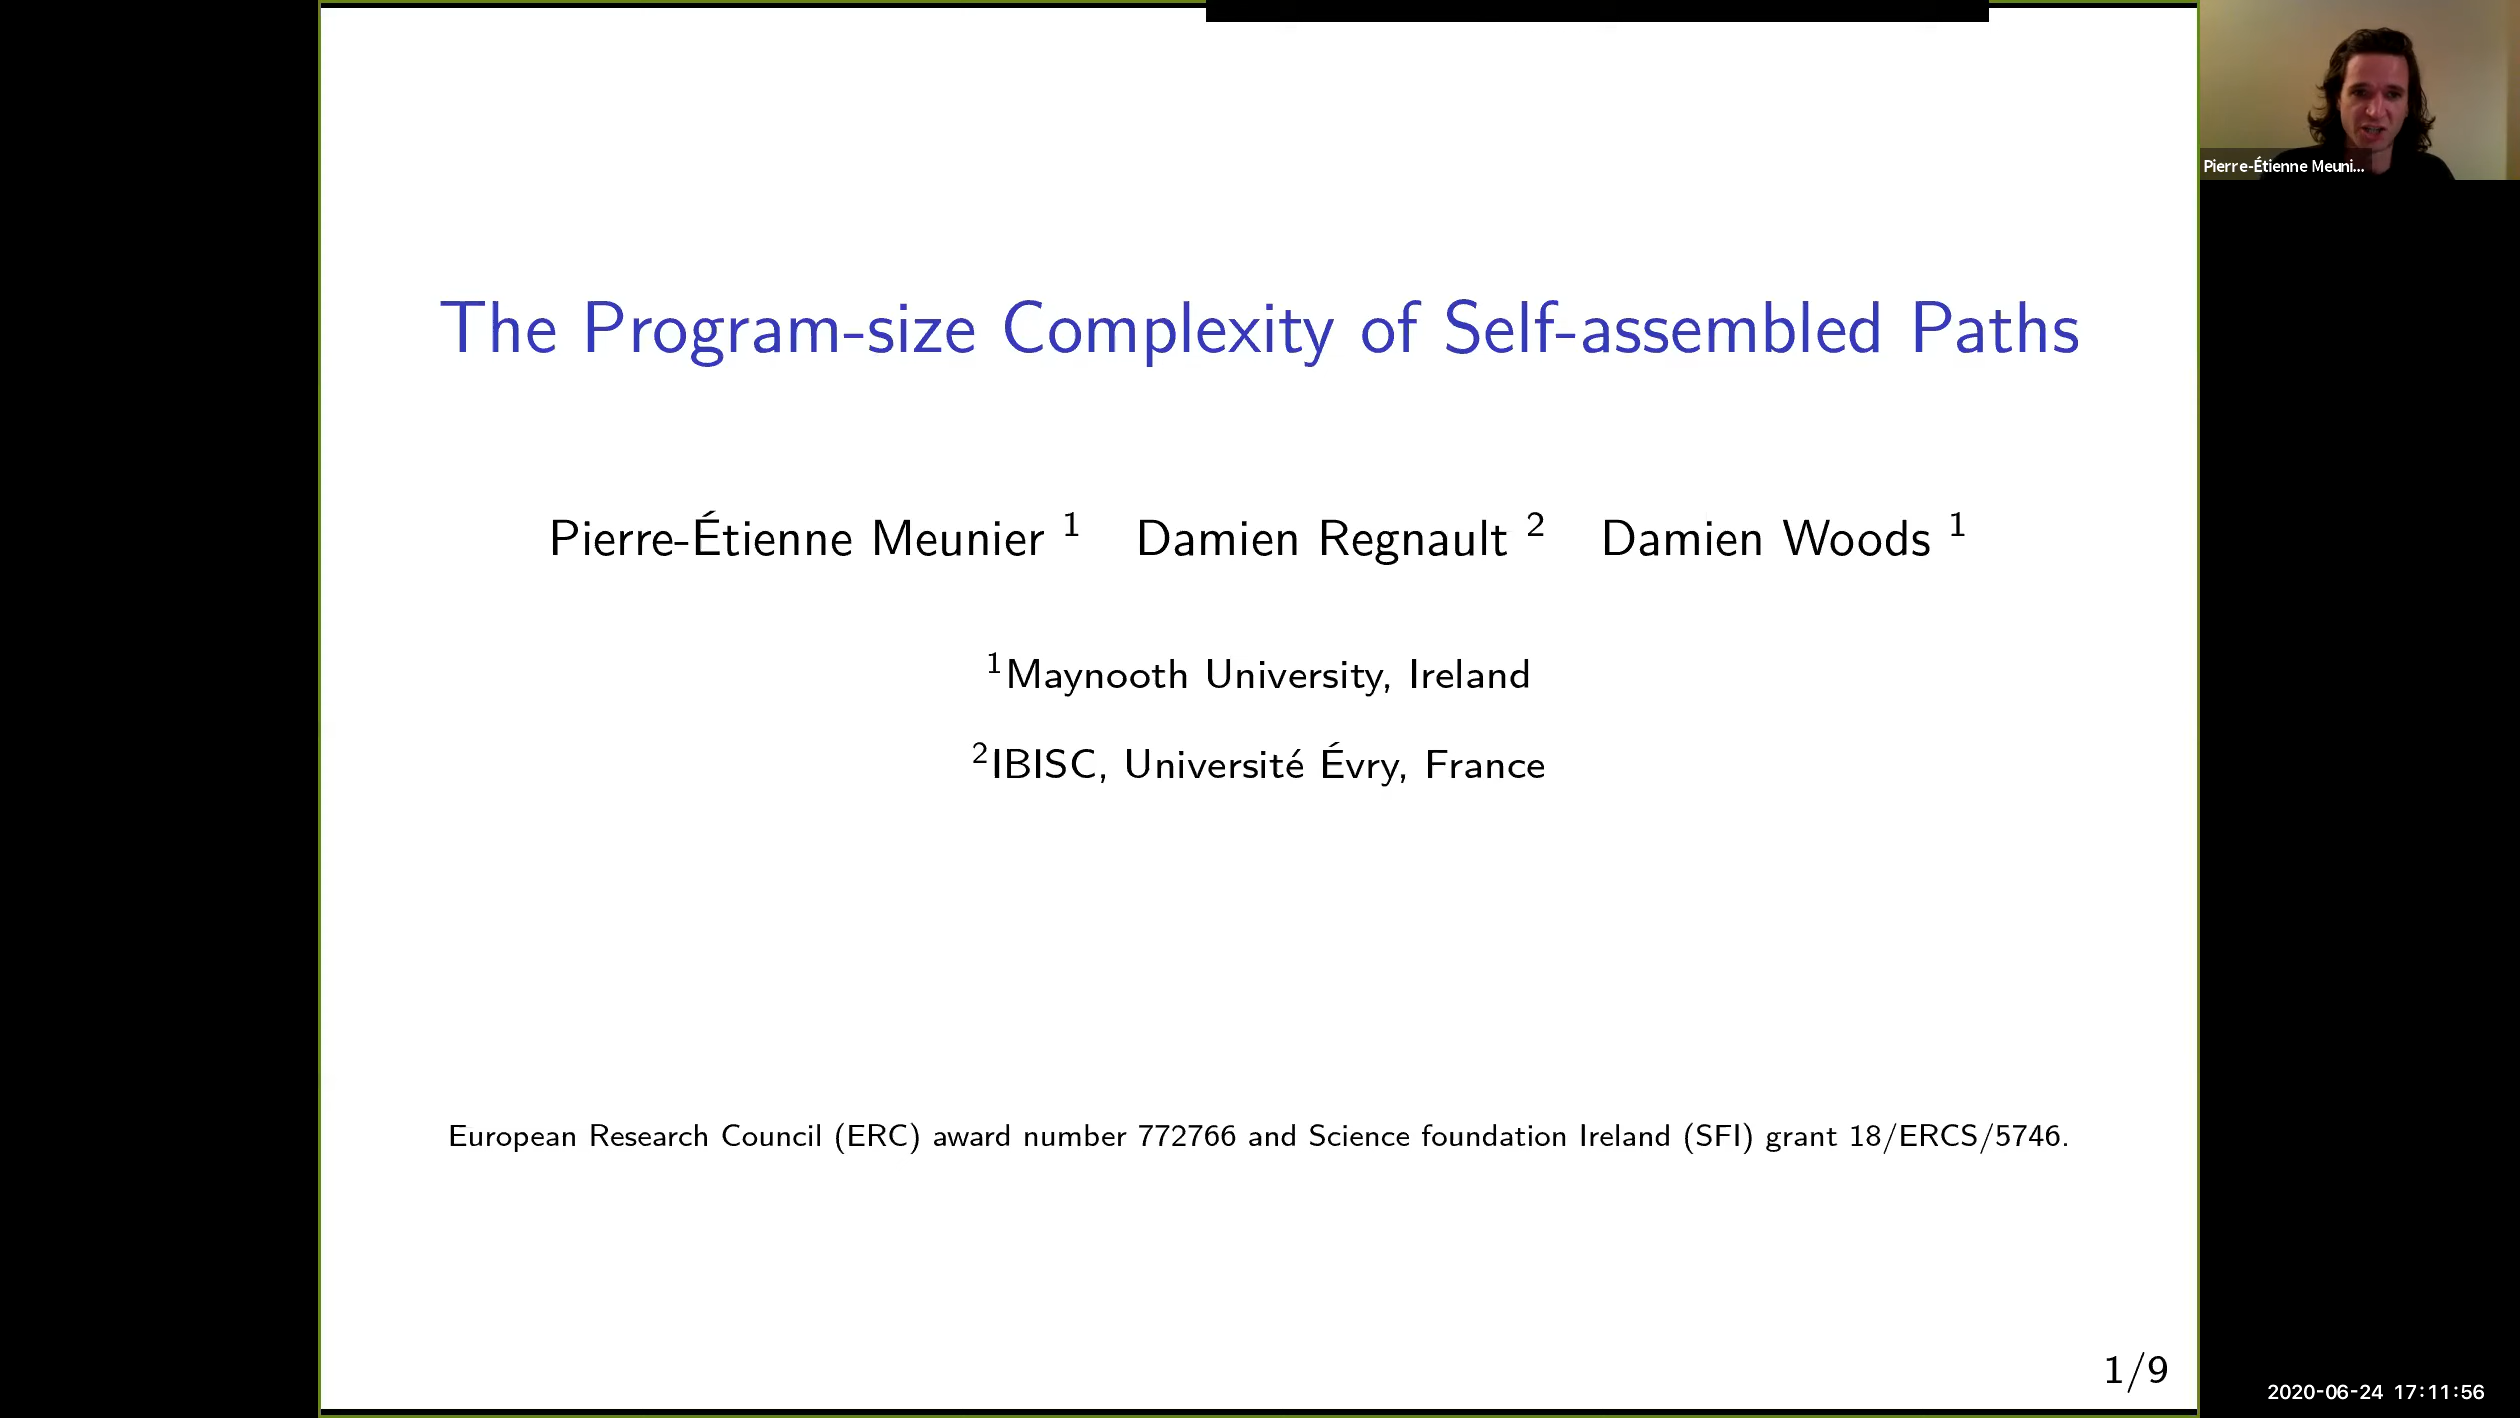 The Program-size Complexity of Self-assembled Paths
Pierre-Étienne Meunier 1 Damien Regnault 2 Damien Woods 1
1Maynooth University, Ireland
2IBISC, Université Évry, France
European Research Council (ERC) award number 772766 and Science foundation Ireland (SFI) grant 18/ERCS/5746.
1/9
Pierre-Étienne Meuni...
2020-06-24 17:11:56